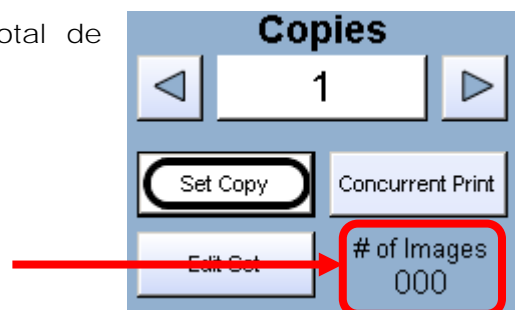 otal de
Copies
1
Set Copy
Concurrent Print
Edit Set
# of Images
000